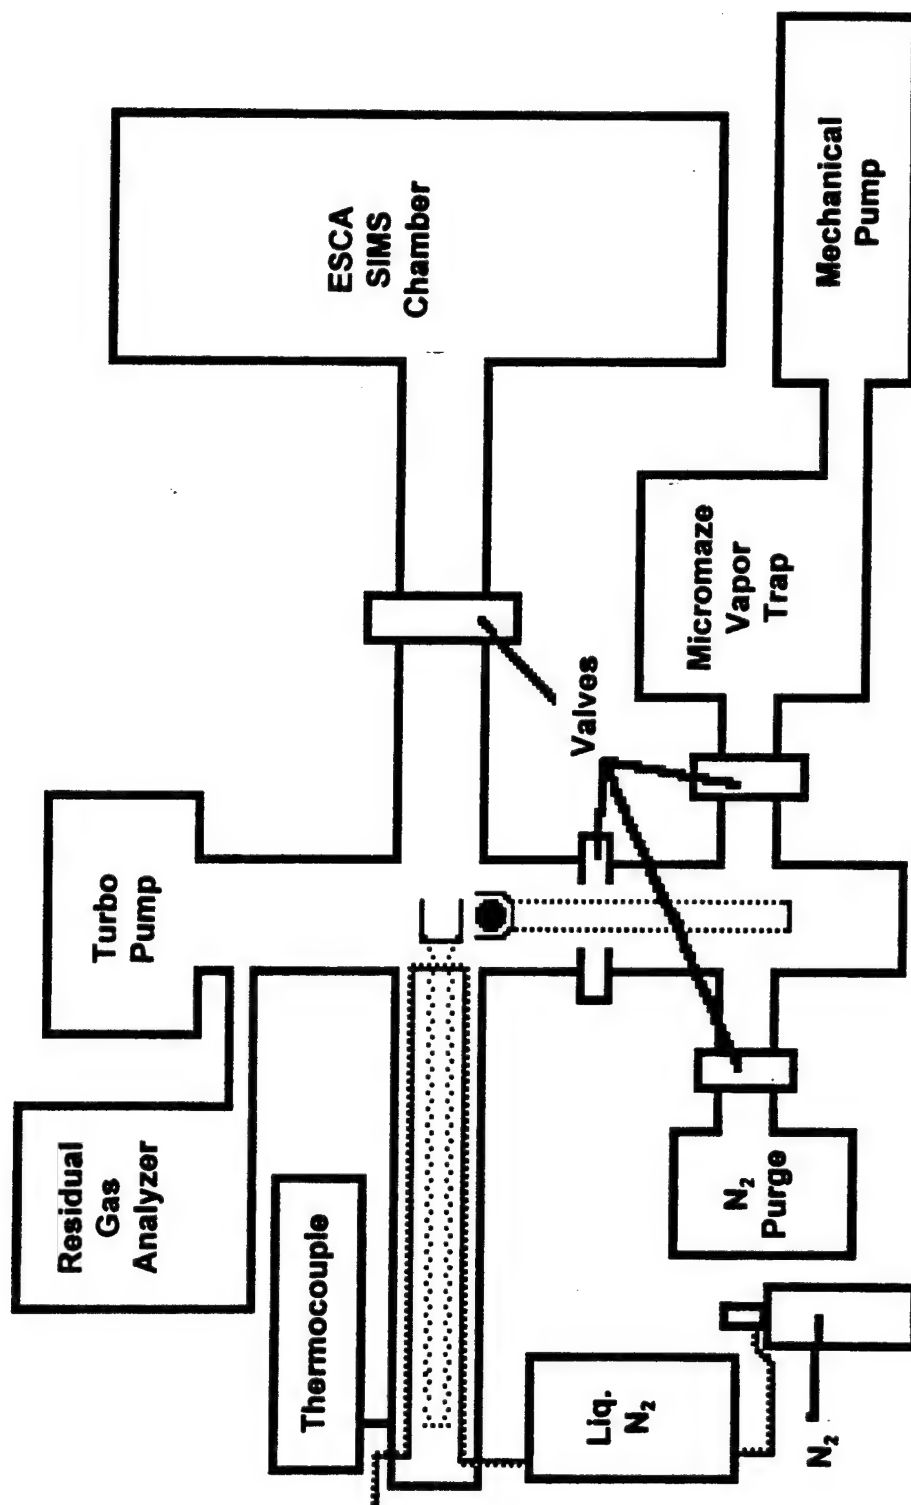 Residual
Gas
Analyzer
Turbo
Pump
Thermocouple
ESCA
SIMS
Chamber
Valves
Liq.
N₂
N₂
N₂
Purge
Micromaze
Vapor
Trap
Mechanical
Pump